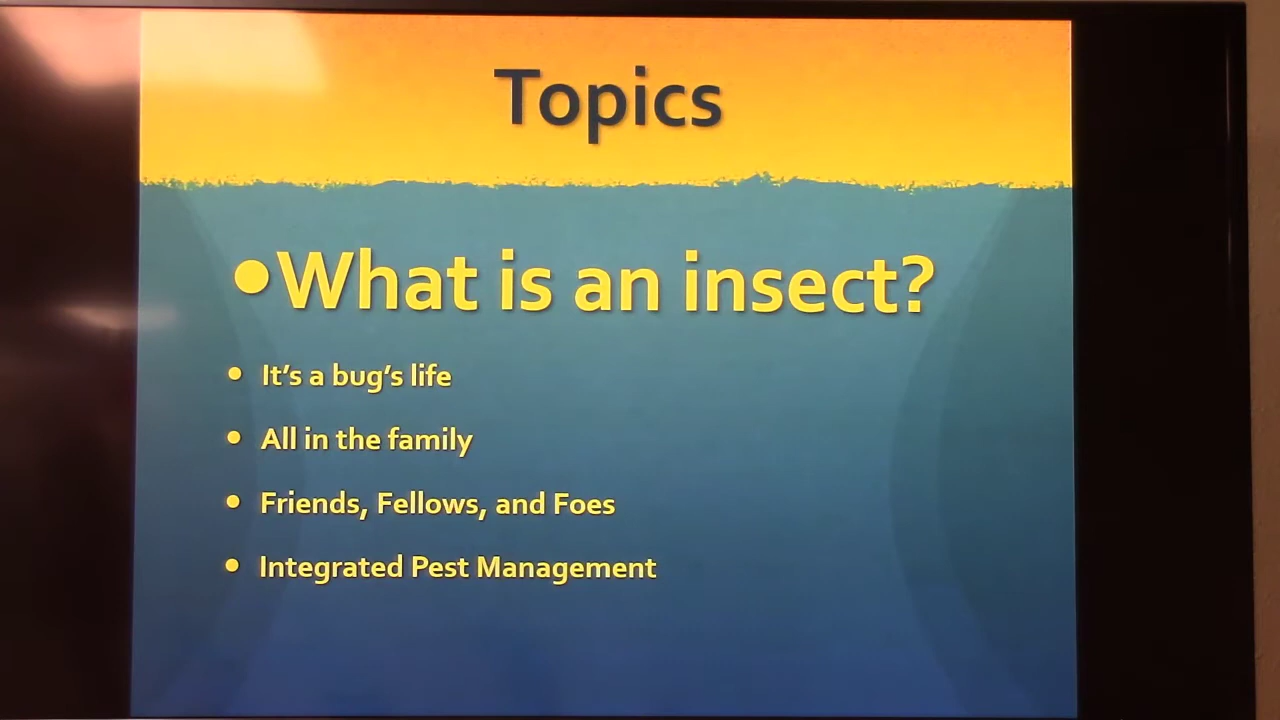 Topics
•What is an insect?
• It's a bug's life
• All in the family
• Friends, Fellows, and Foes
• Integrated Pest Management